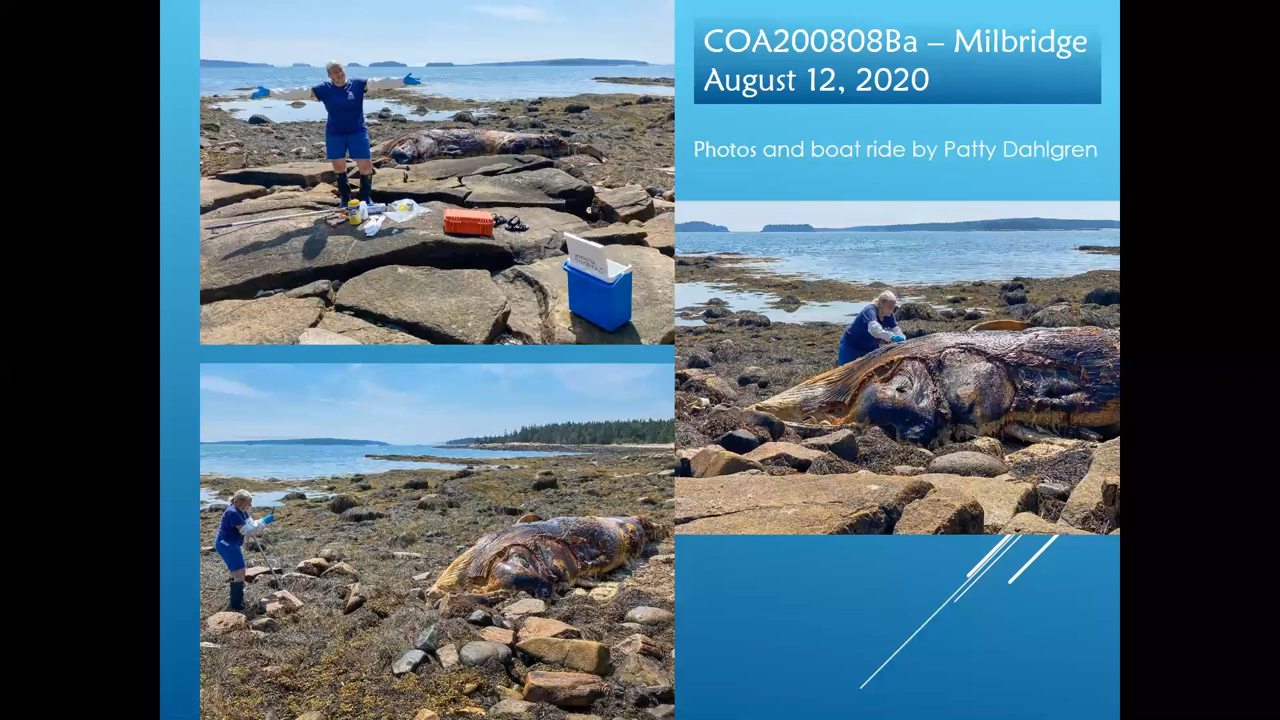 COA200808Ba – Milbridge
August 12, 2020
Photos and boat ride by Patty Dahlgren